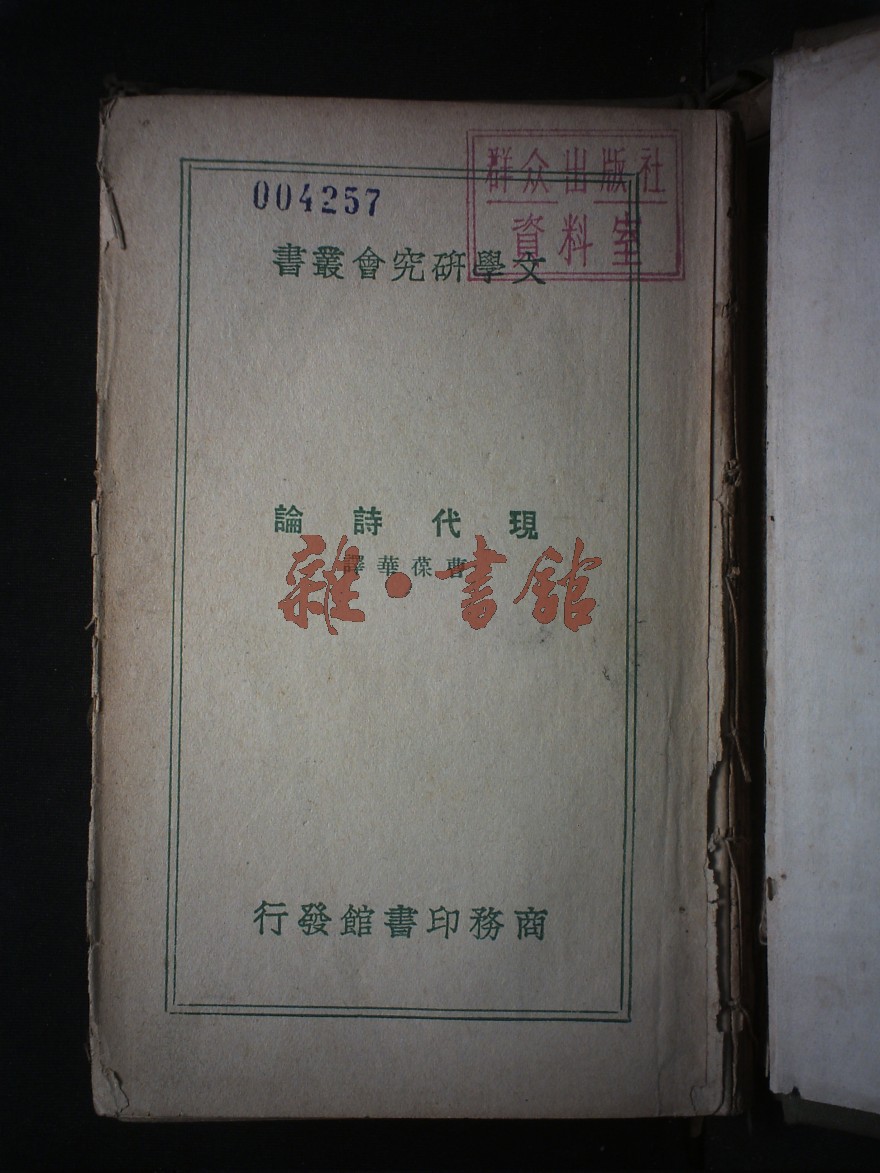 群众出版社
資料室
004257
文學硏究會叢書
現代詩論
曹葆華譯
雜·書館
商務印書館發行